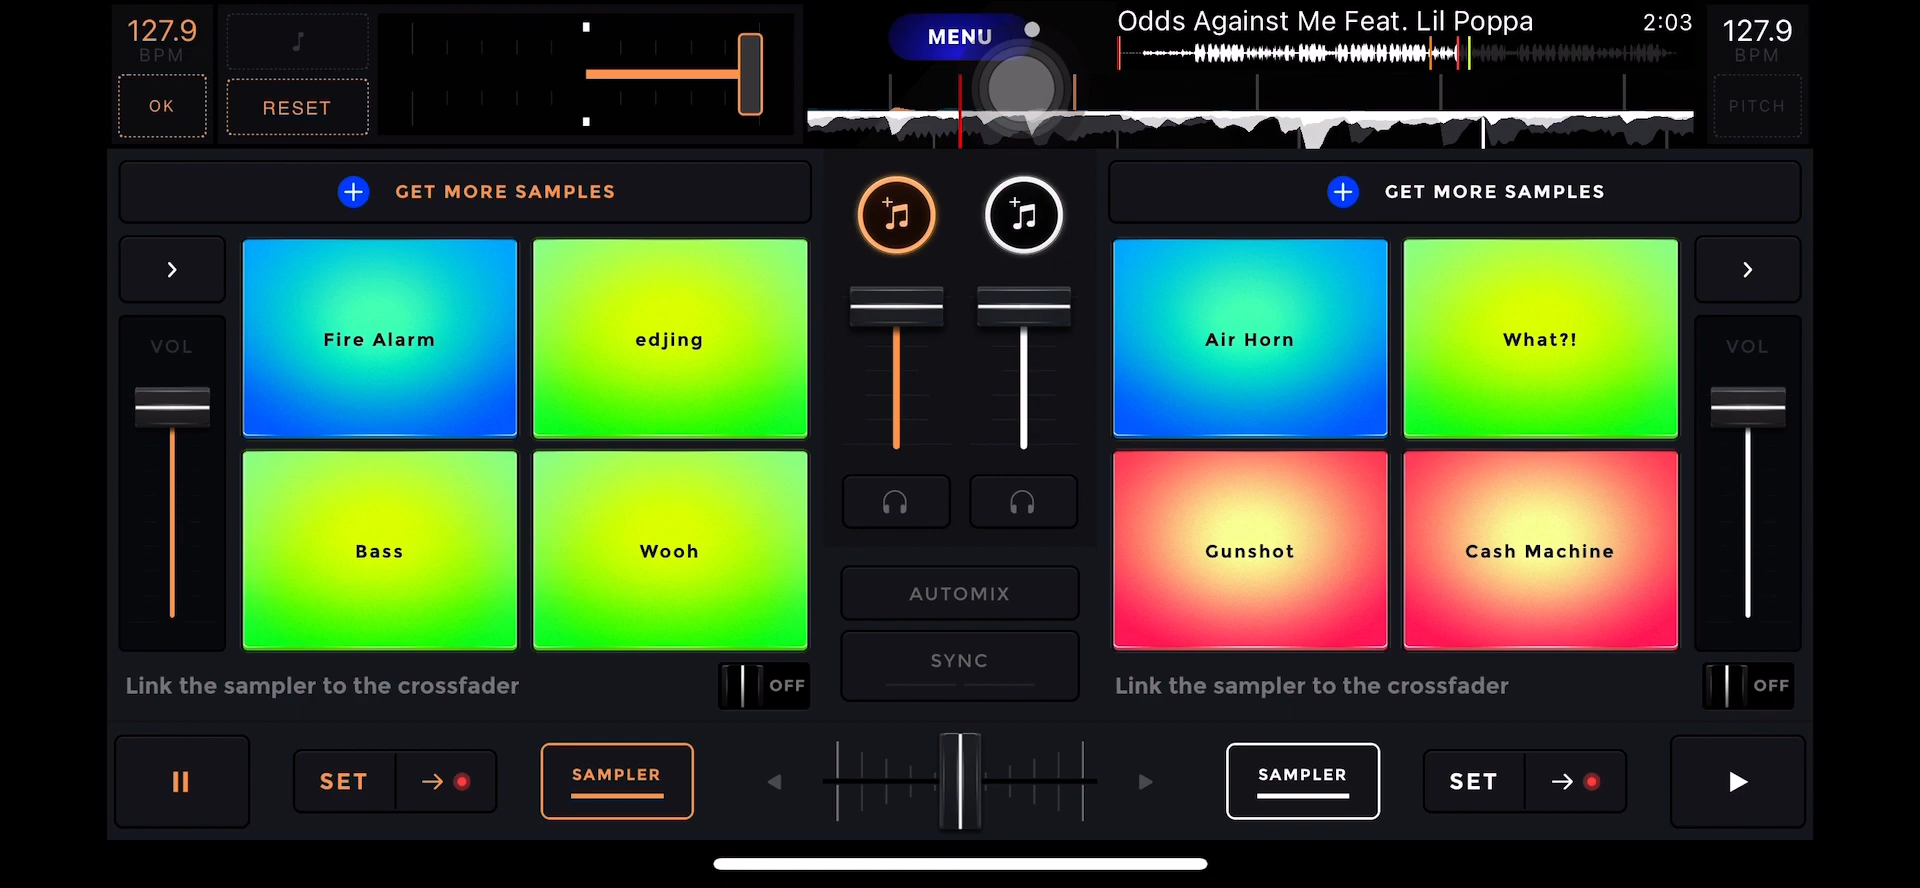 127.9
BPM
OK
RESET
MENU
Odds Against Me Feat. Lil Poppa
2:03
127.9
BPM
PITCH
GET MORE SAMPLES
GET MORE SAMPLES
VOL
Fire Alarm
edjing
Bass
Wooh
Air Horn
What?!
Gunshot
Cash Machine
VOL
AUTOMIX
SYNC
Link the sampler to the crossfader
OFF
Link the sampler to the crossfader
OFF
SET
SAMPLER
SAMPLER
SET